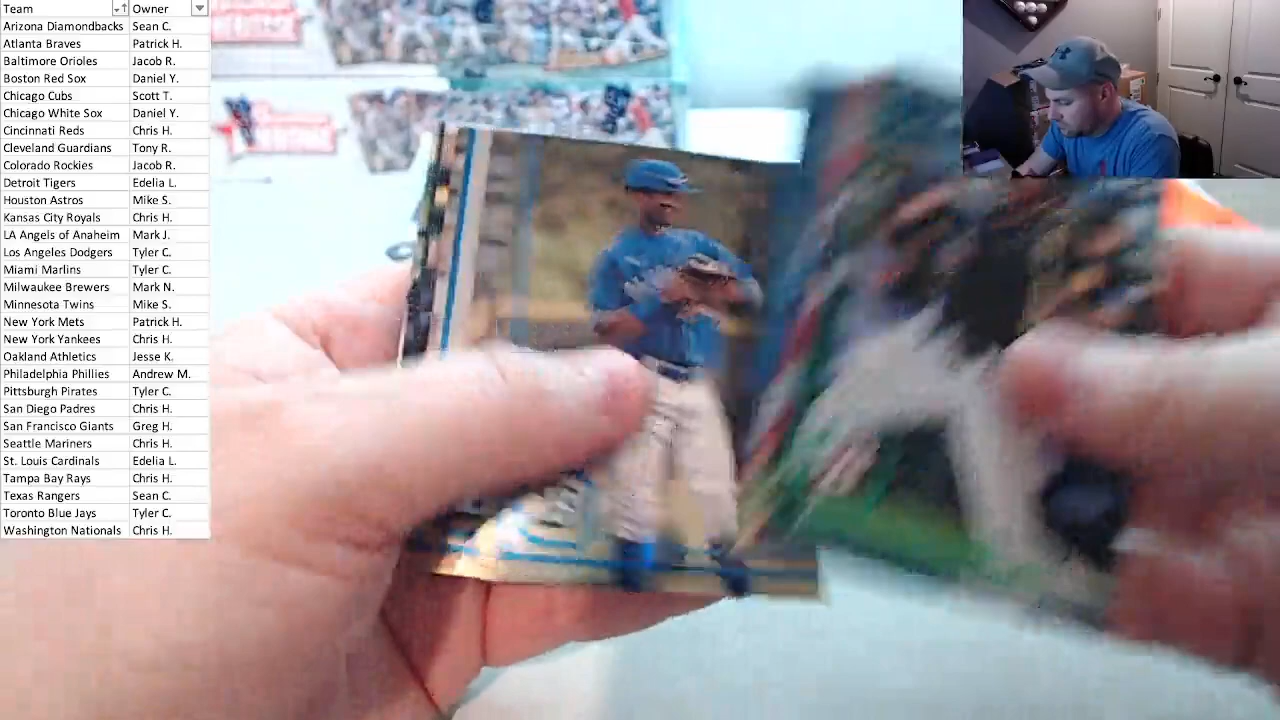 Team Owner
Arizona Diamondbacks Sean C.
Atlanta Braves Patrick H.
Baltimore Orioles Jacob R.
Boston Red Sox Daniel Y.
Chicago Cubs Scott T.
Chicago White Sox Daniel Y.
Cincinnati Reds Chris H.
Cleveland Guardians Tony R.
Colorado Rockies Jacob R.
Detroit Tigers Edelia L.
Houston Astros Mike S.
Kansas City Royals Chris H.
LA Angels of Anaheim Mark J.
Los Angeles Dodgers Tyler C.
Miami Marlins Tyler C.
Milwaukee Brewers Mark N.
Minnesota Twins Mike S.
New York Mets Patrick H.
New York Yankees Chris H.
Oakland Athletics Jesse K.
Philadelphia Phillies Andrew M.
Pittsburgh Pirates Tyler C.
San Diego Padres Chris H.
San Francisco Giants Greg H.
Seattle Mariners Chris H.
St. Louis Cardinals Edelia L.
Tampa Bay Rays Chris H.
Texas Rangers Sean C.
Toronto Blue Jays Tyler C.
Washington Nationals Chris H.